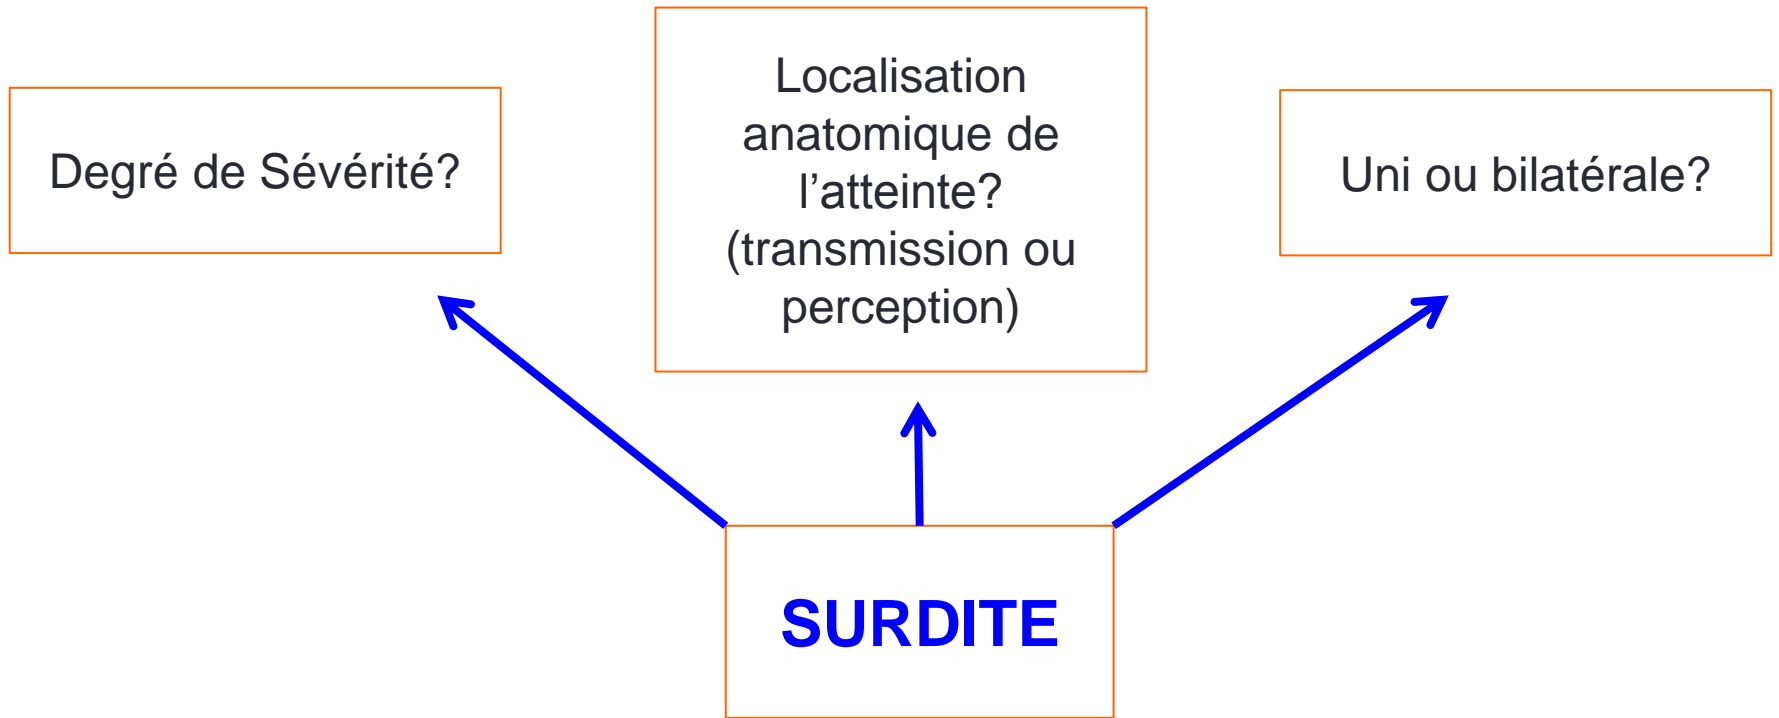 Degré de Sévérité?
Localisation
anatomique de
l’atteinte?
(transmission ou
perception)
Uni ou bilatérale?
SURDITE